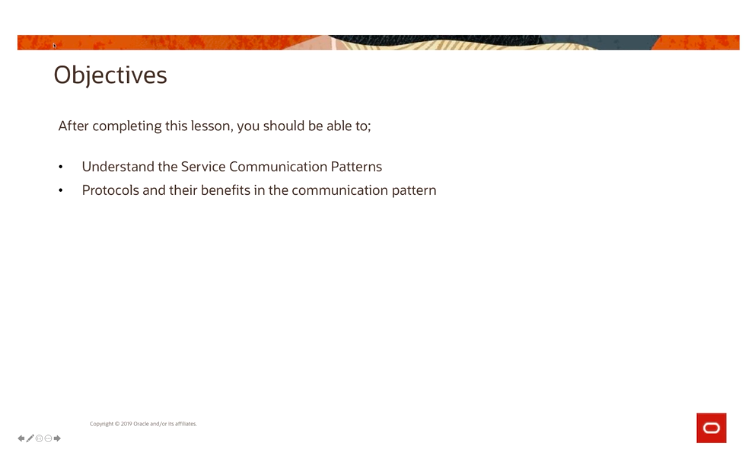 Objectives
After completing this lesson, you should be able to;
• Understand the Service Communication Patterns
• Protocols and their benefits in the communication pattern
Copyright © 2019 Oracle and/or its affiliates.